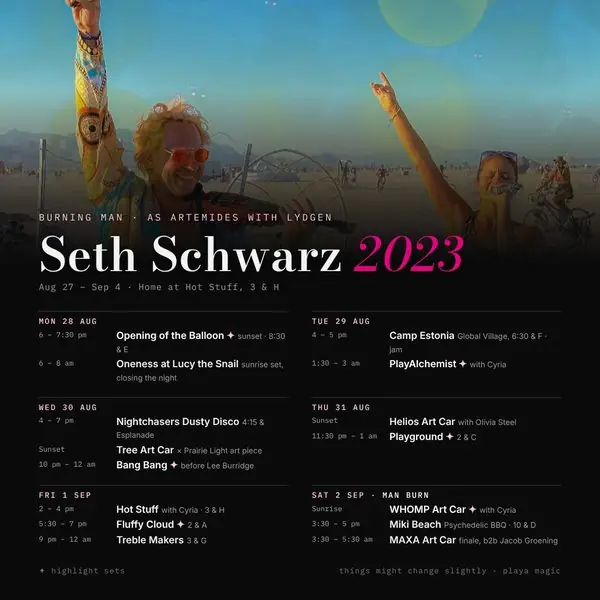 BURNING MAN · AS ARTEMIDES WITH LYDGEN
Seth Schwarz 2023
Aug 27 – Sep 4 · Home at Hot Stuff, 3 & H
MON 28 AUG
6 – 7:30 pm Opening of the Balloon ✦ sunset · 8:30
& E
6 – 8 am Oneness at Lucy the Snail sunrise set,
closing the night
TUE 29 AUG
4 – 5 pm Camp Estonia Global Village, 6:30 & F ·
jam
1:30 – 3 am PlayAlchemist ✦ with Cyria
WED 30 AUG
4 – 7 pm Nightchasers Dusty Disco 4:15 &
Esplanade
Sunset Tree Art Car × Prairie Light art piece
10 pm – 12 am Bang Bang ✦ before Lee Burridge
THU 31 AUG
Sunset Helios Art Car with Olivia Steel
11:30 pm – 1 am Playground ✦ 2 & C
FRI 1 SEP
2 – 4 pm Hot Stuff with Cyria · 3 & H
5:30 – 7 pm Fluffy Cloud ✦ 2 & A
9 pm – 12 am Treble Makers 3 & G
SAT 2 SEP · MAN BURN
Sunrise WHOMP Art Car ✦ with Cyria
3:30 – 5 pm Miki Beach Psychedelic BBQ · 10 & D
3:30 – 5:30 am MAXA Art Car finale, b2b Jacob Groening
✦ highlight sets
things might change slightly · playa magic